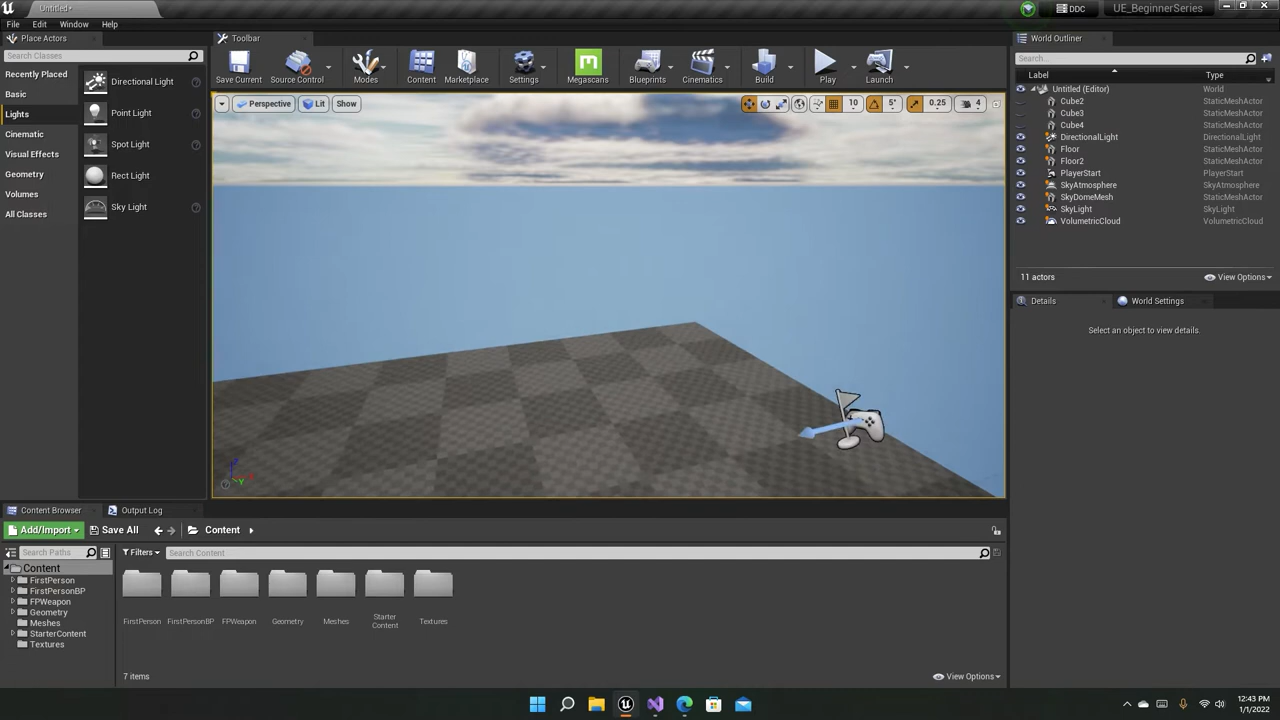 Untitled*
DDC
UE_BeginnerSeries
File Edit Window Help
Place Actors
Search Classes
Recently Placed
Basic
Lights
Cinematic
Visual Effects
Geometry
Volumes
All Classes
Directional Light
Point Light
Spot Light
Rect Light
Sky Light
Toolbar
Save Current
Source Control
Modes
Content
Marketplace
Settings
Megascans
Blueprints
Cinematics
Build
Play
Launch
Perspective Lit Show
10 5° 0.25 4
World Outliner
Search...
Label Type
Untitled (Editor) World
Cube2 StaticMeshActor
Cube3 StaticMeshActor
Cube4 StaticMeshActor
DirectionalLight DirectionalLight
Floor StaticMeshActor
Floor2 StaticMeshActor
PlayerStart PlayerStart
SkyAtmosphere SkyAtmosphere
SkyDomeMesh StaticMeshActor
SkyLight SkyLight
VolumetricCloud VolumetricCloud
11 actors View Options
Details World Settings
Select an object to view details.
Content Browser Output Log
Add/Import Save All Content
Search Paths
Filters Search Content
Content
FirstPerson
FirstPersonBP
FPWeapon
Geometry
Meshes
StarterContent
Textures
FirstPerson FirstPersonBP FPWeapon Geometry Meshes Starter Content Textures
7 items View Options
12:43 PM
1/1/2022